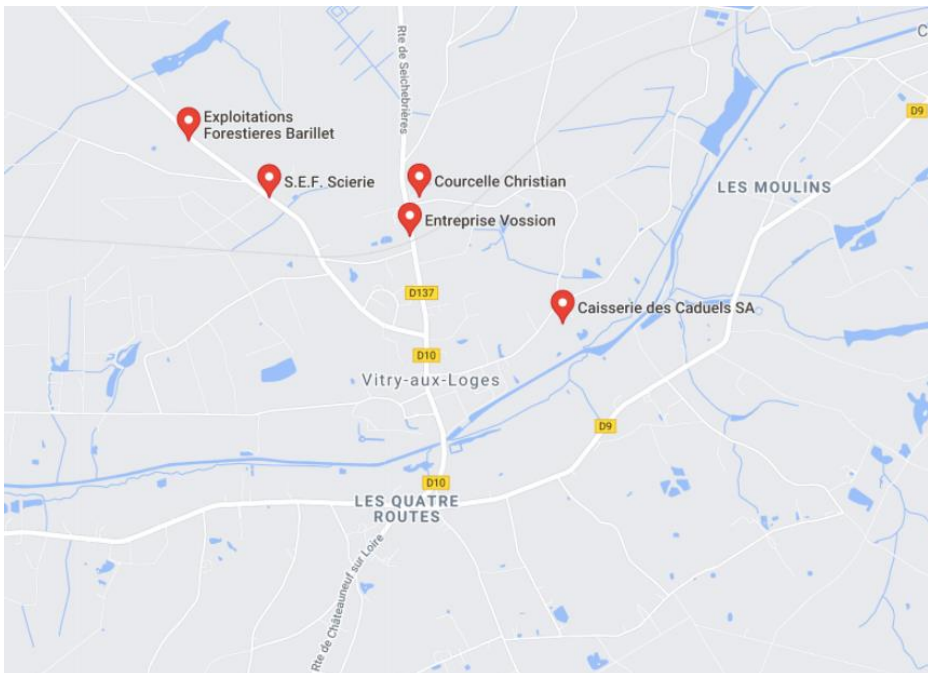 C
Rte de Seichebrières
D9
Exploitations
Forestieres Barillet
S.E.F. Scierie
Courcelle Christian
LES MOULINS
Entreprise Vossion
D137
Caisserie des Caduels SA
D10
Vitry-aux-Loges
D9
D10
LES QUATRE
ROUTES
Rte de Châteauneuf sur Loire